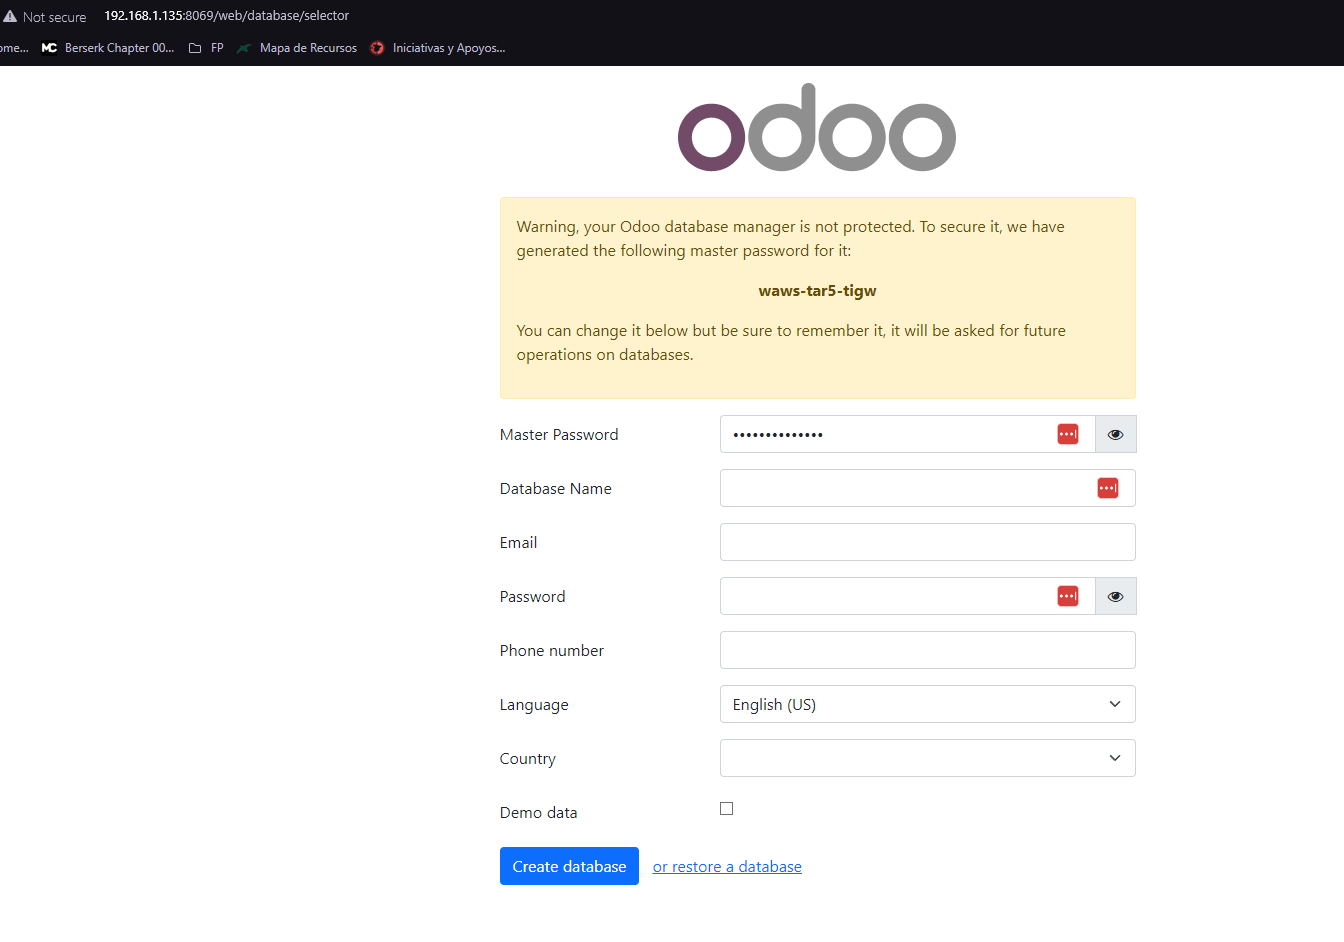 Not secure 192.168.1.135:8069/web/database/selector
ome... MC Berserk Chapter 00... FP Mapa de Recursos Iniciativas y Apoyos...
odoo
Warning, your Odoo database manager is not protected. To secure it, we have
generated the following master password for it:
waws-tar5-tigw
You can change it below but be sure to remember it, it will be asked for future
operations on databases.
Master Password ••••••••••••••
Database Name
Email
Password
Phone number
Language English (US)
Country
Demo data
Create database or restore a database